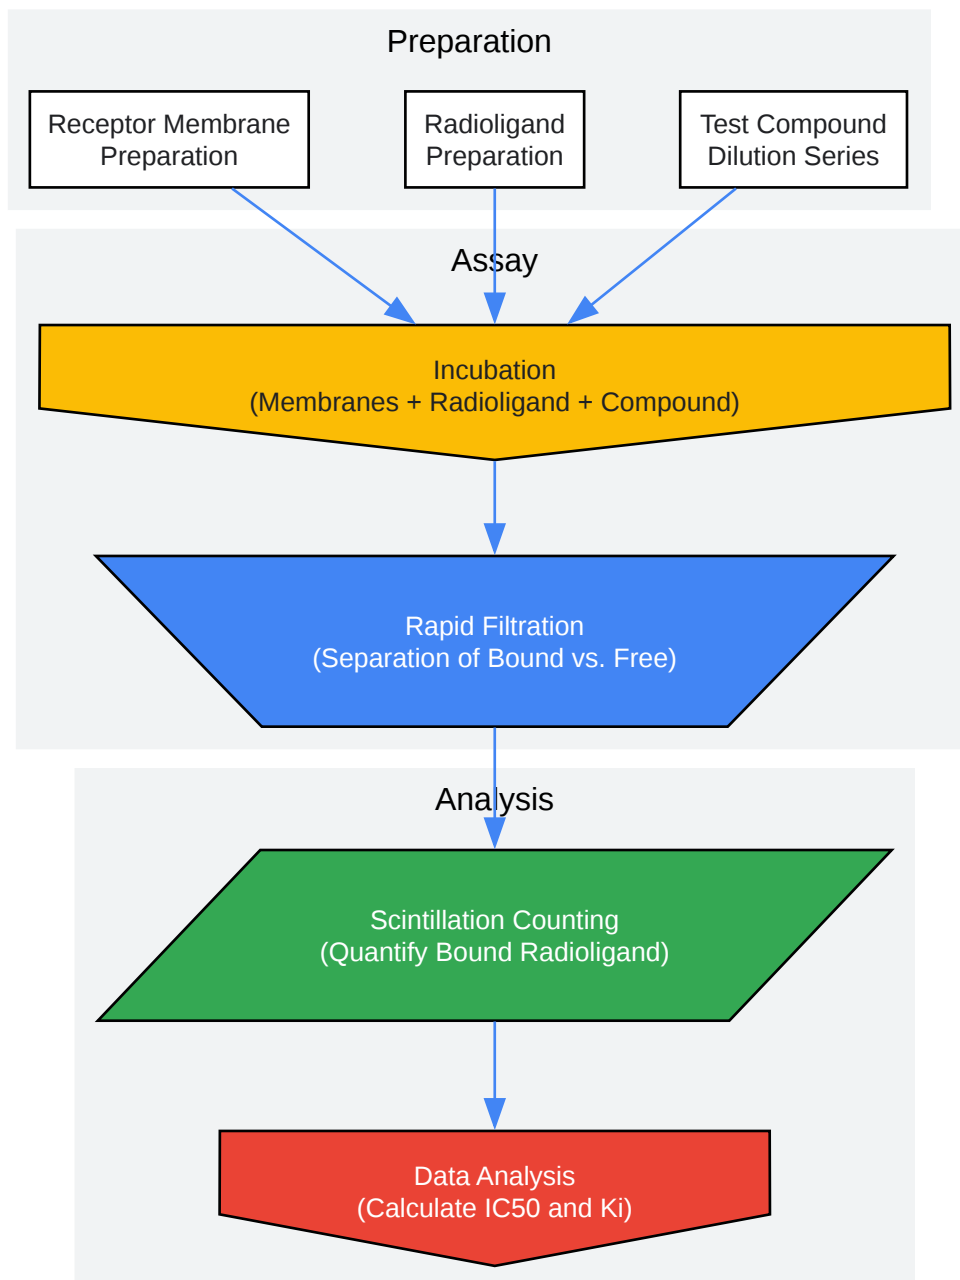 Preparation
Receptor Membrane
Preparation
Radioligand
Preparation
Test Compound
Dilution Series
Assay
Incubation
(Membranes + Radioligand + Compound)
Rapid Filtration
(Separation of Bound vs. Free)
Analysis
Scintillation Counting
(Quantify Bound Radioligand)
Data Analysis
(Calculate IC50 and Ki)